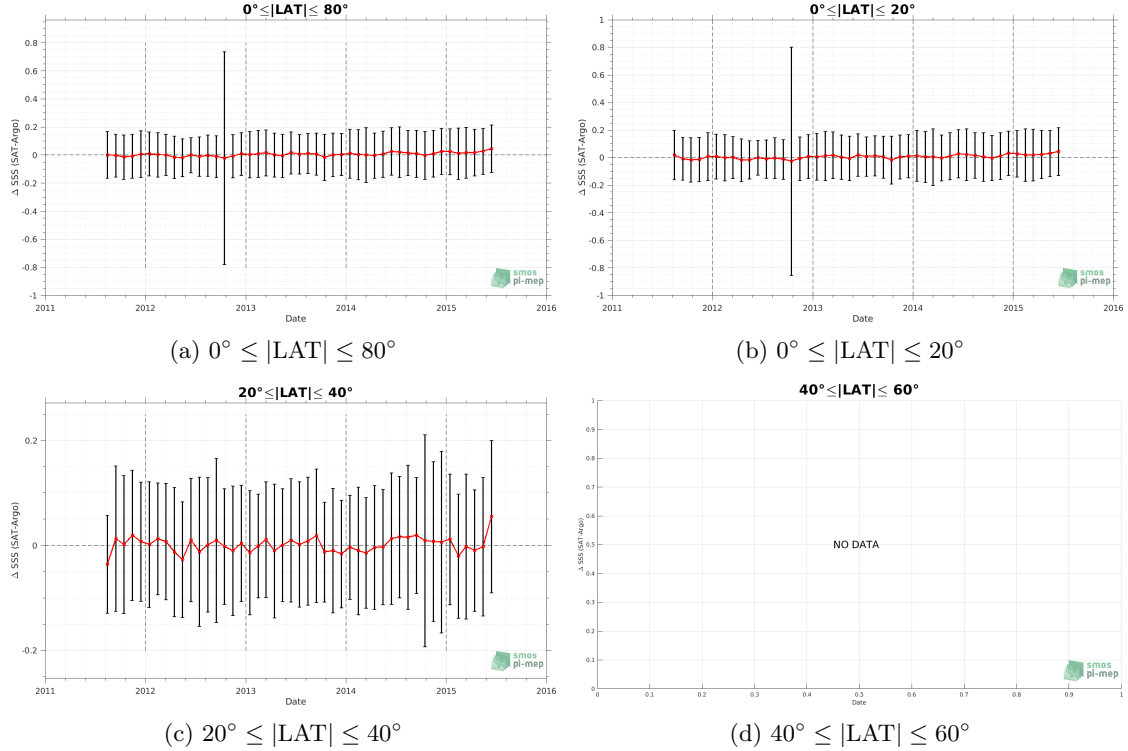 0°≤|LAT|≤ 80°
0.8
0.6
0.4
0.2
0
-0.2
-0.4
-0.6
-0.8
-1
Δ SSS (SAT-Argo)
2011 2012 2013 2014 2015 2016
Date
smos
pi-mep
(a) 0° ≤ |LAT| ≤ 80°
0°≤|LAT|≤ 20°
1
0.8
0.6
0.4
0.2
0
-0.2
-0.4
-0.6
-0.8
-1
Δ SSS (SAT-Argo)
2011 2012 2013 2014 2015 2016
Date
smos
pi-mep
(b) 0° ≤ |LAT| ≤ 20°
20°≤|LAT|≤ 40°
0.2
0
-0.2
Δ SSS (SAT-Argo)
2011 2012 2013 2014 2015 2016
Date
smos
pi-mep
(c) 20° ≤ |LAT| ≤ 40°
40°≤|LAT|≤ 60°
1
0.9
0.8
0.7
0.6
0.5
0.4
0.3
0.2
0.1
0
Δ SSS (SAT-Argo)
NO DATA
0 0.1 0.2 0.3 0.4 0.5 0.6 0.7 0.8 0.9 1
Date
smos
pi-mep
(d) 40° ≤ |LAT| ≤ 60°